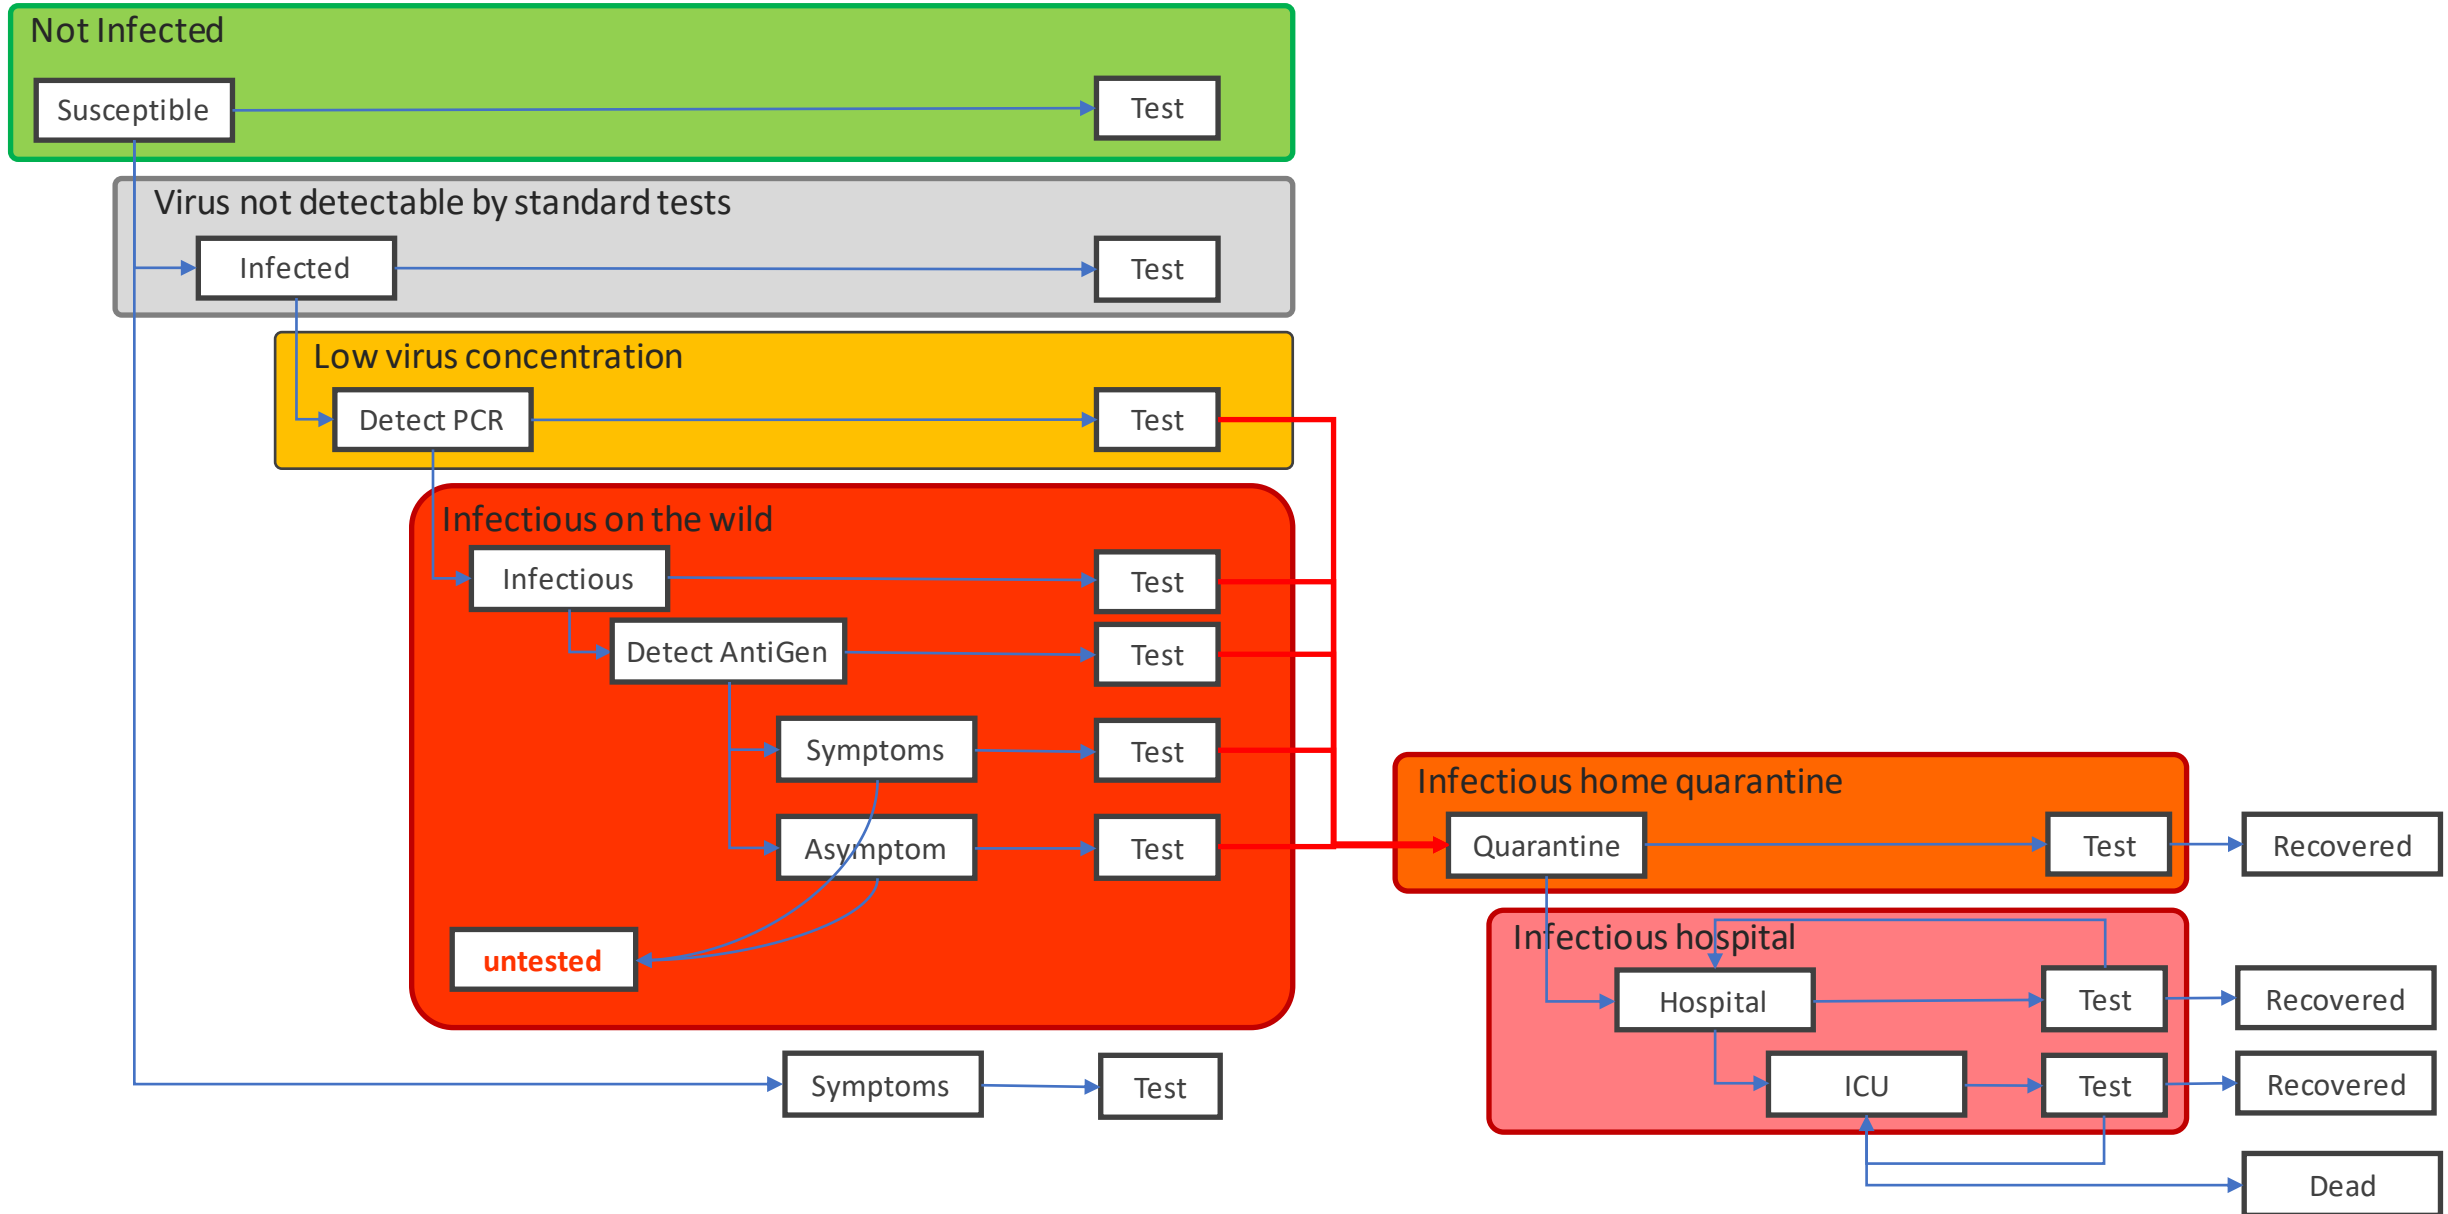 Not Infected
Susceptible
Test
Virus not detectable by standard tests
Infected
Test
Low virus concentration
Detect PCR
Test
Infectious on the wild
Infectious
Test
Detect AntiGen
Test
Symptoms
Test
Asymptom
Test
untested
Symptoms
Test
Infectious home quarantine
Quarantine
Test
Recovered
Infectious hospital
Hospital
Test
Recovered
ICU
Test
Recovered
Dead